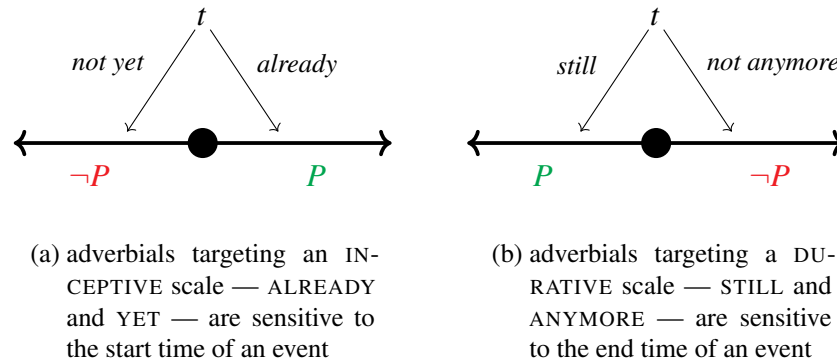 t
t
not yet
already
still
not anymore
¬P
P
P
¬P
(a) adverbials targeting an IN-
CEPTIVE scale — ALREADY
and YET — are sensitive to
the start time of an event
(b) adverbials targeting a DU-
RATIVE scale — STILL and
ANYMORE — are sensitive
to the end time of an event